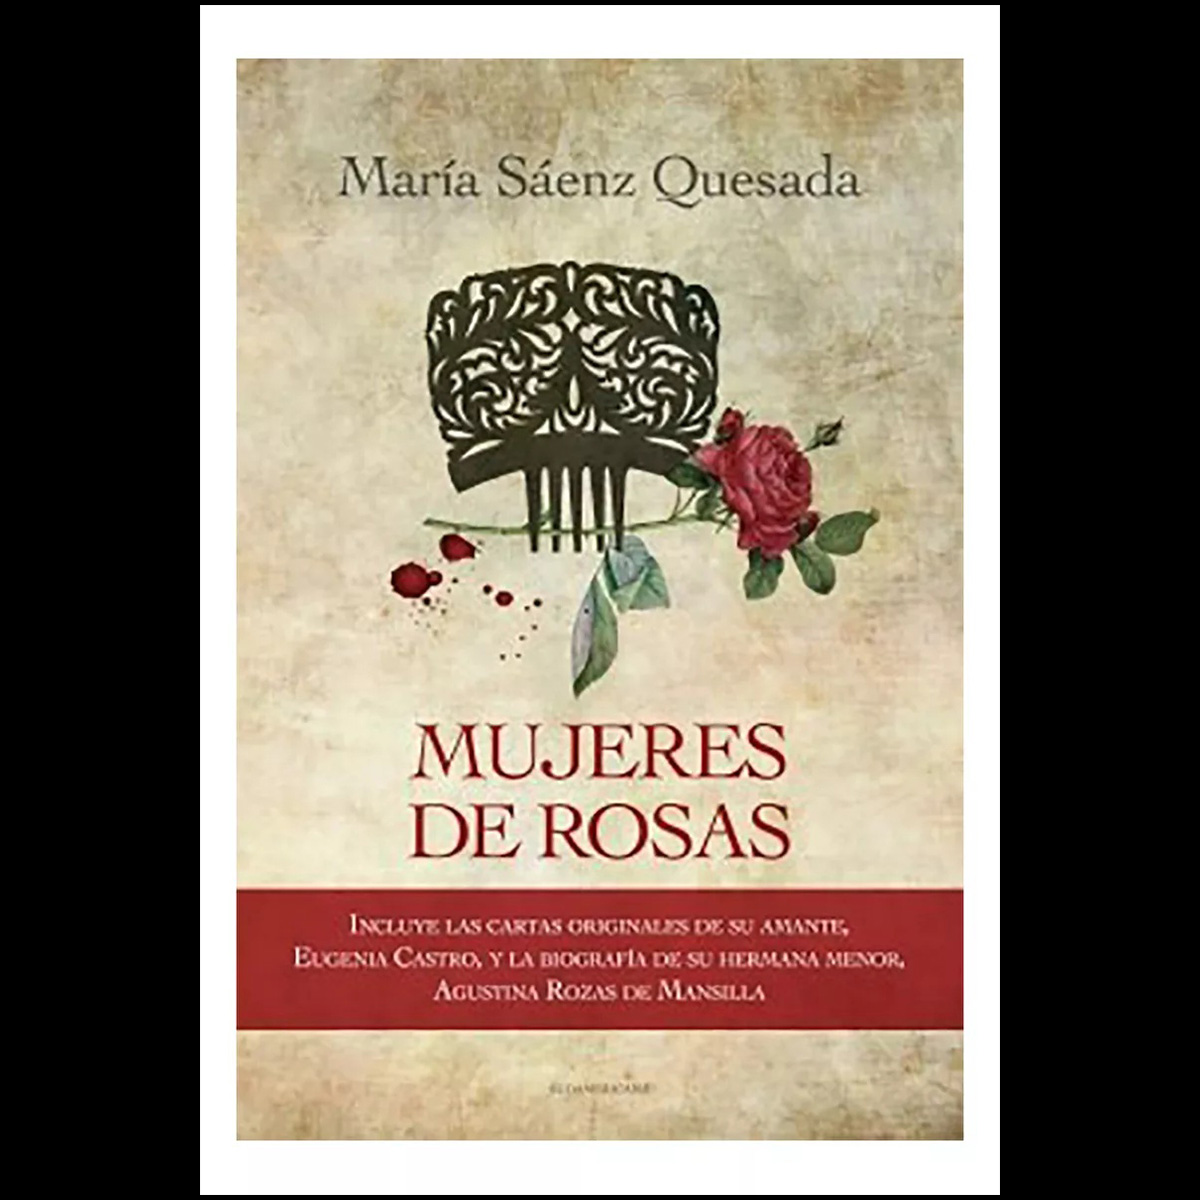 María Sáenz Quesada
MUJERES
DE ROSAS
Incluye las cartas originales de su amante,
Eugenia Castro, y la biografía de su hermana menor,
Agustina Rozas de Mansilla
SUDAMERICANA